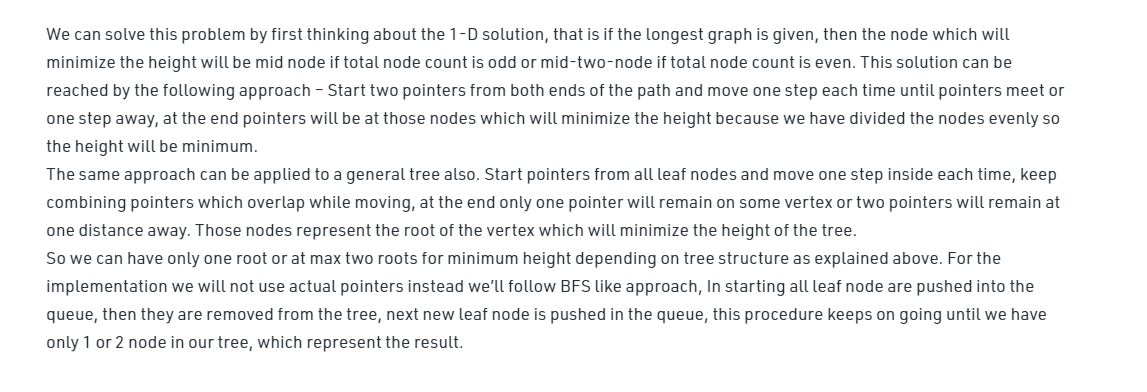 We can solve this problem by first thinking about the 1-D solution, that is if the longest graph is given, then the node which will
minimize the height will be mid node if total node count is odd or mid-two-node if total node count is even. This solution can be
reached by the following approach – Start two pointers from both ends of the path and move one step each time until pointers meet or
one step away, at the end pointers will be at those nodes which will minimize the height because we have divided the nodes evenly so
the height will be minimum.
The same approach can be applied to a general tree also. Start pointers from all leaf nodes and move one step inside each time, keep
combining pointers which overlap while moving, at the end only one pointer will remain on some vertex or two pointers will remain at
one distance away. Those nodes represent the root of the vertex which will minimize the height of the tree.
So we can have only one root or at max two roots for minimum height depending on tree structure as explained above. For the
implementation we will not use actual pointers instead we’ll follow BFS like approach, In starting all leaf node are pushed into the
queue, then they are removed from the tree, next new leaf node is pushed in the queue, this procedure keeps on going until we have
only 1 or 2 node in our tree, which represent the result.